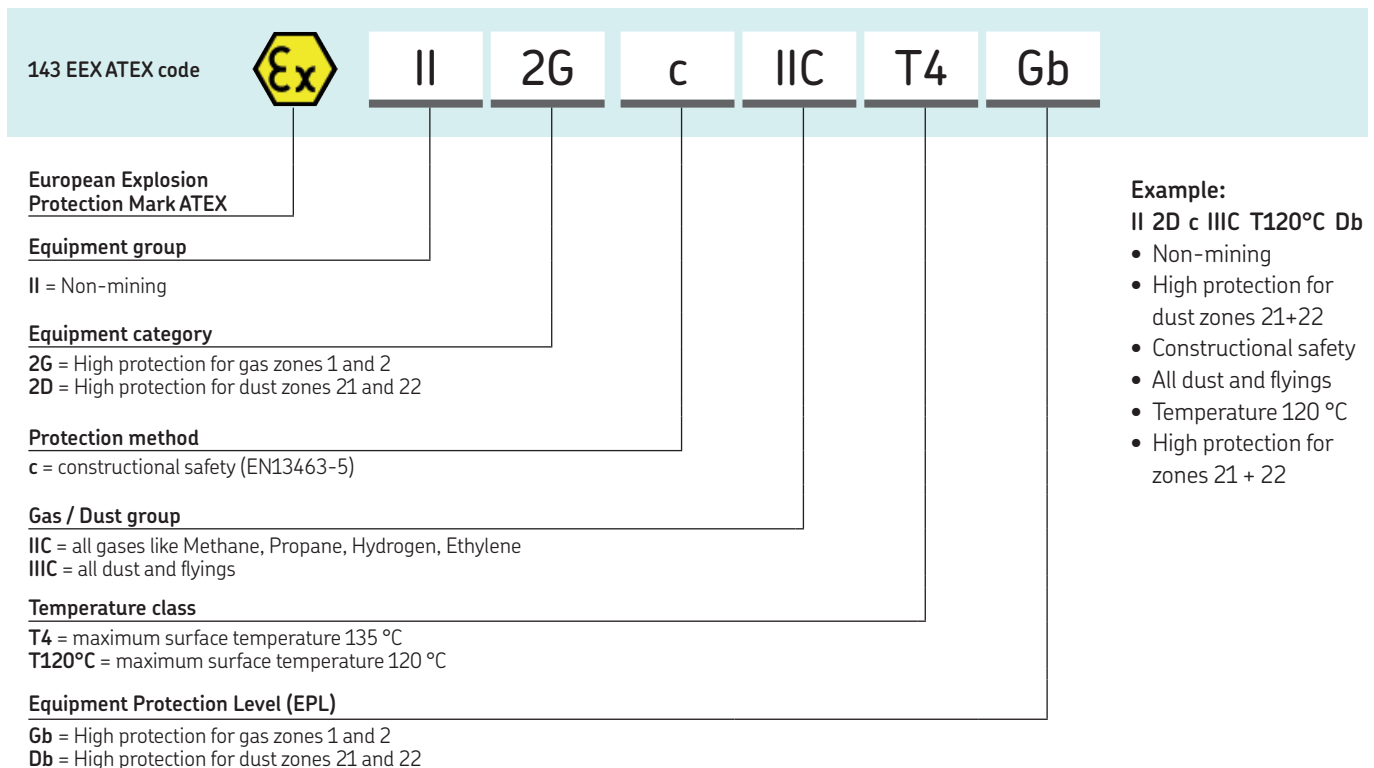 143 EEX ATEX code
Ex
II 2G c IIC T4 Gb
European Explosion
Protection Mark ATEX
Equipment group
II = Non-mining
Equipment category
2G = High protection for gas zones 1 and 2
2D = High protection for dust zones 21 and 22
Protection method
c = constructional safety (EN13463-5)
Gas / Dust group
IIC = all gases like Methane, Propane, Hydrogen, Ethylene
IIIC = all dust and flyings
Temperature class
T4 = maximum surface temperature 135 °C
T120°C = maximum surface temperature 120 °C
Equipment Protection Level (EPL)
Gb = High protection for gas zones 1 and 2
Db = High protection for dust zones 21 and 22
Example:
II 2D c IIIC T120°C Db
• Non-mining
• High protection for
dust zones 21+22
• Constructional safety
• All dust and flyings
• Temperature 120 °C
• High protection for
zones 21 + 22